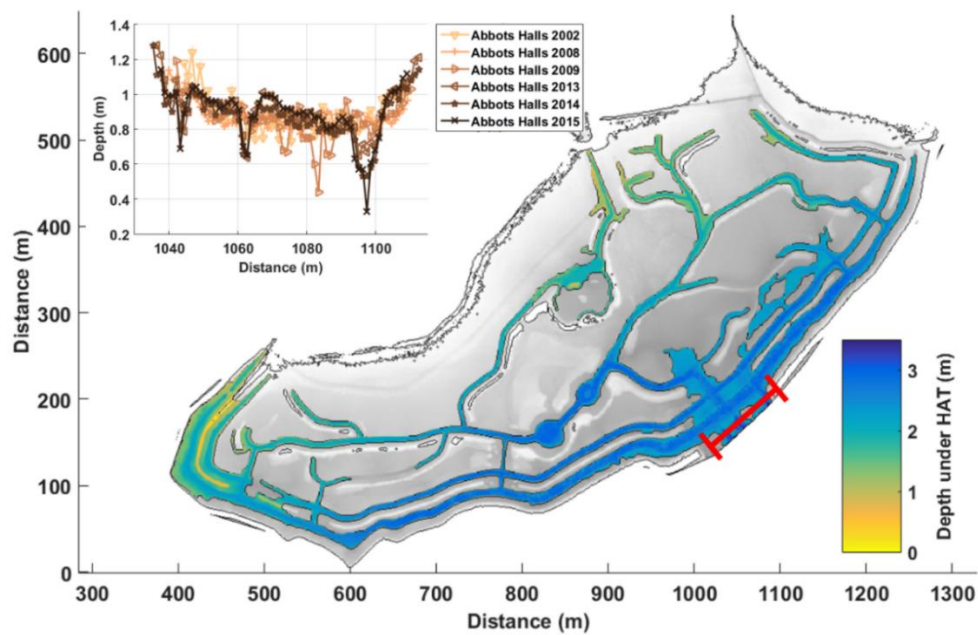 1.4
1.2
1
0.8
0.6
0.4
0.2
Depth (m)
1040 1060 1080 1100
Distance (m)
Abbots Halls 2002
Abbots Halls 2008
Abbots Halls 2009
Abbots Halls 2013
Abbots Halls 2014
Abbots Halls 2015
600
500
400
300
200
100
0
Distance (m)
300 400 500 600 700 800 900 1000 1100 1200 1300
Distance (m)
3
2
1
0
Depth under HAT (m)